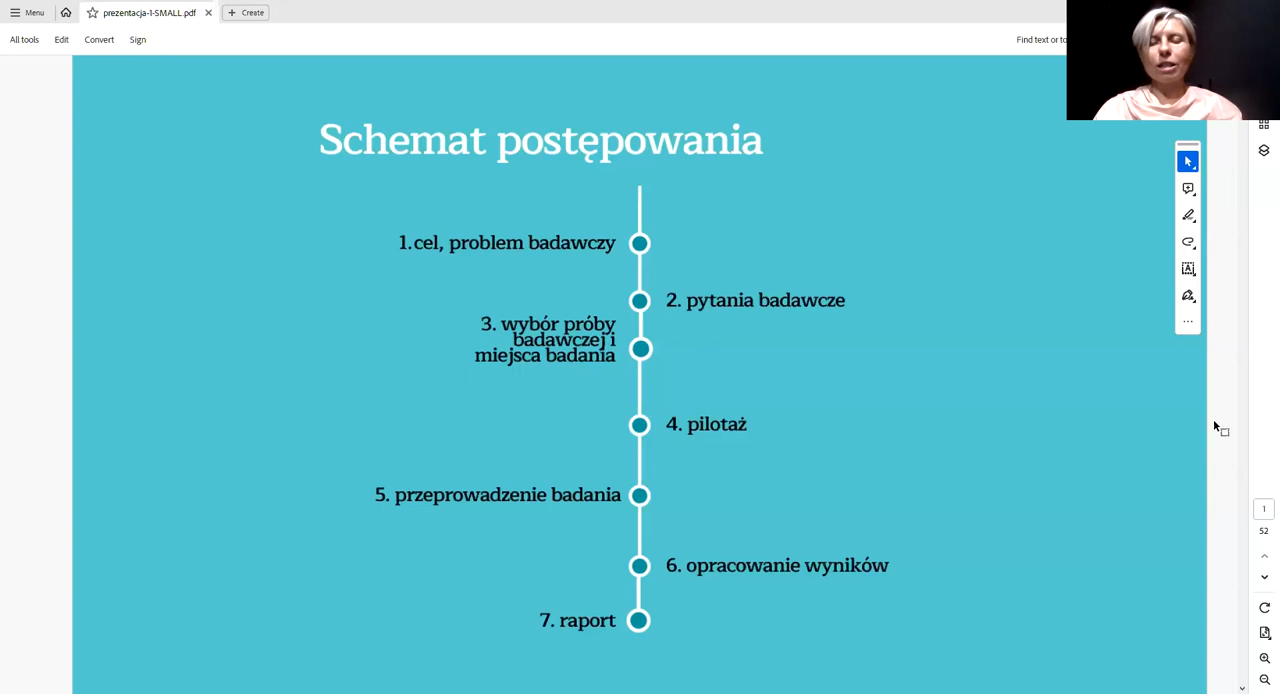 Menu
prezentacja-1-SMALL.pdf
Create
All tools
Edit
Convert
Sign
Find text or to
Schemat postępowania
1.cel, problem badawczy
2. pytania badawcze
3. wybór próby
badawczej i
miejsca badania
4. pilotaż
5. przeprowadzenie badania
6. opracowanie wyników
7. raport
1
52